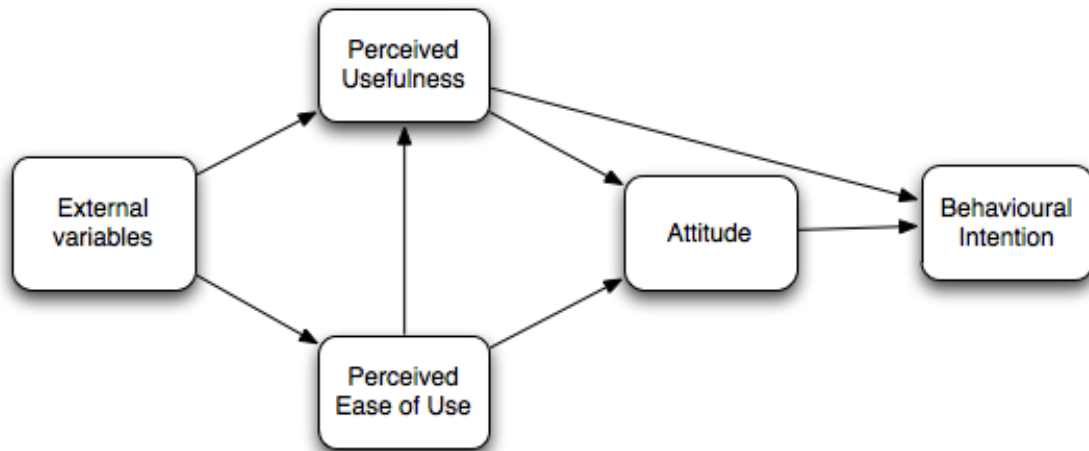 Perceived
Usefulness
External
variables
Attitude
Behavioural
Intention
Perceived
Ease of Use